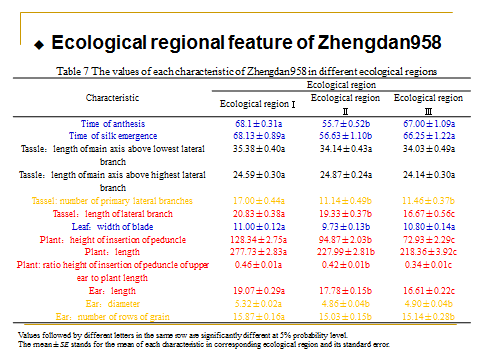 ◆ Ecological regional feature of Zhengdan958
Table 7 The values of each characteristic of Zhengdan958 in different ecological regions
Characteristic Ecological region
Ecological region Ⅰ Ecological region Ⅱ Ecological region Ⅲ
Time of anthesis 68.1±0.31a 55.7±0.52b 67.00±1.09a
Time of silk emergence 68.13±0.89a 56.63±1.10b 66.25±1.22a
Tassle: length of main axis above lowest lateral branch 35.38±0.40a 34.14±0.43a 34.03±0.49a
Tassle: length of main axis above highest lateral branch 24.59±0.30a 24.87±0.24a 24.14±0.30a
Tassel: number of primary lateral branches 17.00±0.44a 11.14±0.49b 11.46±0.37b
Tassel: length of lateral branch 20.83±0.38a 19.33±0.37b 16.67±0.56c
Leaf: width of blade 11.00±0.12a 9.73±0.13b 10.80±0.14a
Plant: height of insertion of peduncle 128.34±2.75a 94.87±2.03b 72.93±2.29c
Plant: length 277.73±2.83a 227.99±2.81b 218.36±3.92c
Plant: ratio height of insertion of peduncle of upper ear to plant length 0.46±0.01a 0.42±0.01b 0.34±0.01c
Ear: length 19.07±0.29a 17.78±0.15b 16.61±0.22c
Ear: diameter 5.32±0.02a 4.86±0.04b 4.90±0.04b
Ear: number of rows of grain 15.87±0.16a 15.03±0.15b 15.14±0.28b
Values followed by different letters in the same row are significantly different at 5% probability level.
The mean±SE stands for the mean of each characteristic in corresponding ecological region and its standard error.